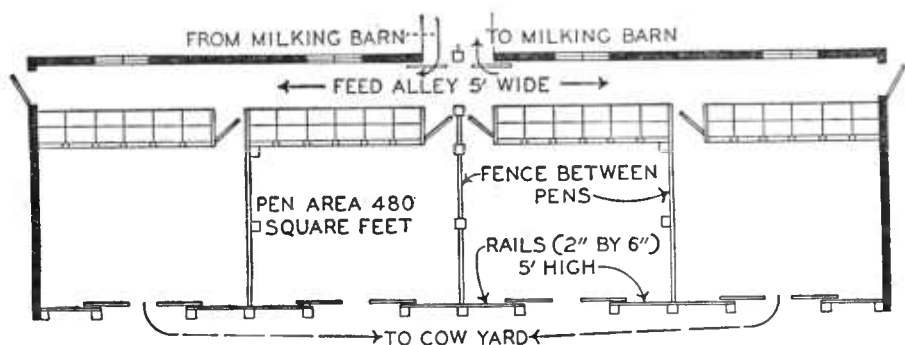 FROM MILKING BARN
TO MILKING BARN
FEED ALLEY 5' WIDE
PEN AREA 480
SQUARE FEET
FENCE BETWEEN
PENS
RAILS (2" BY 6")
5' HIGH
TO COW YARD